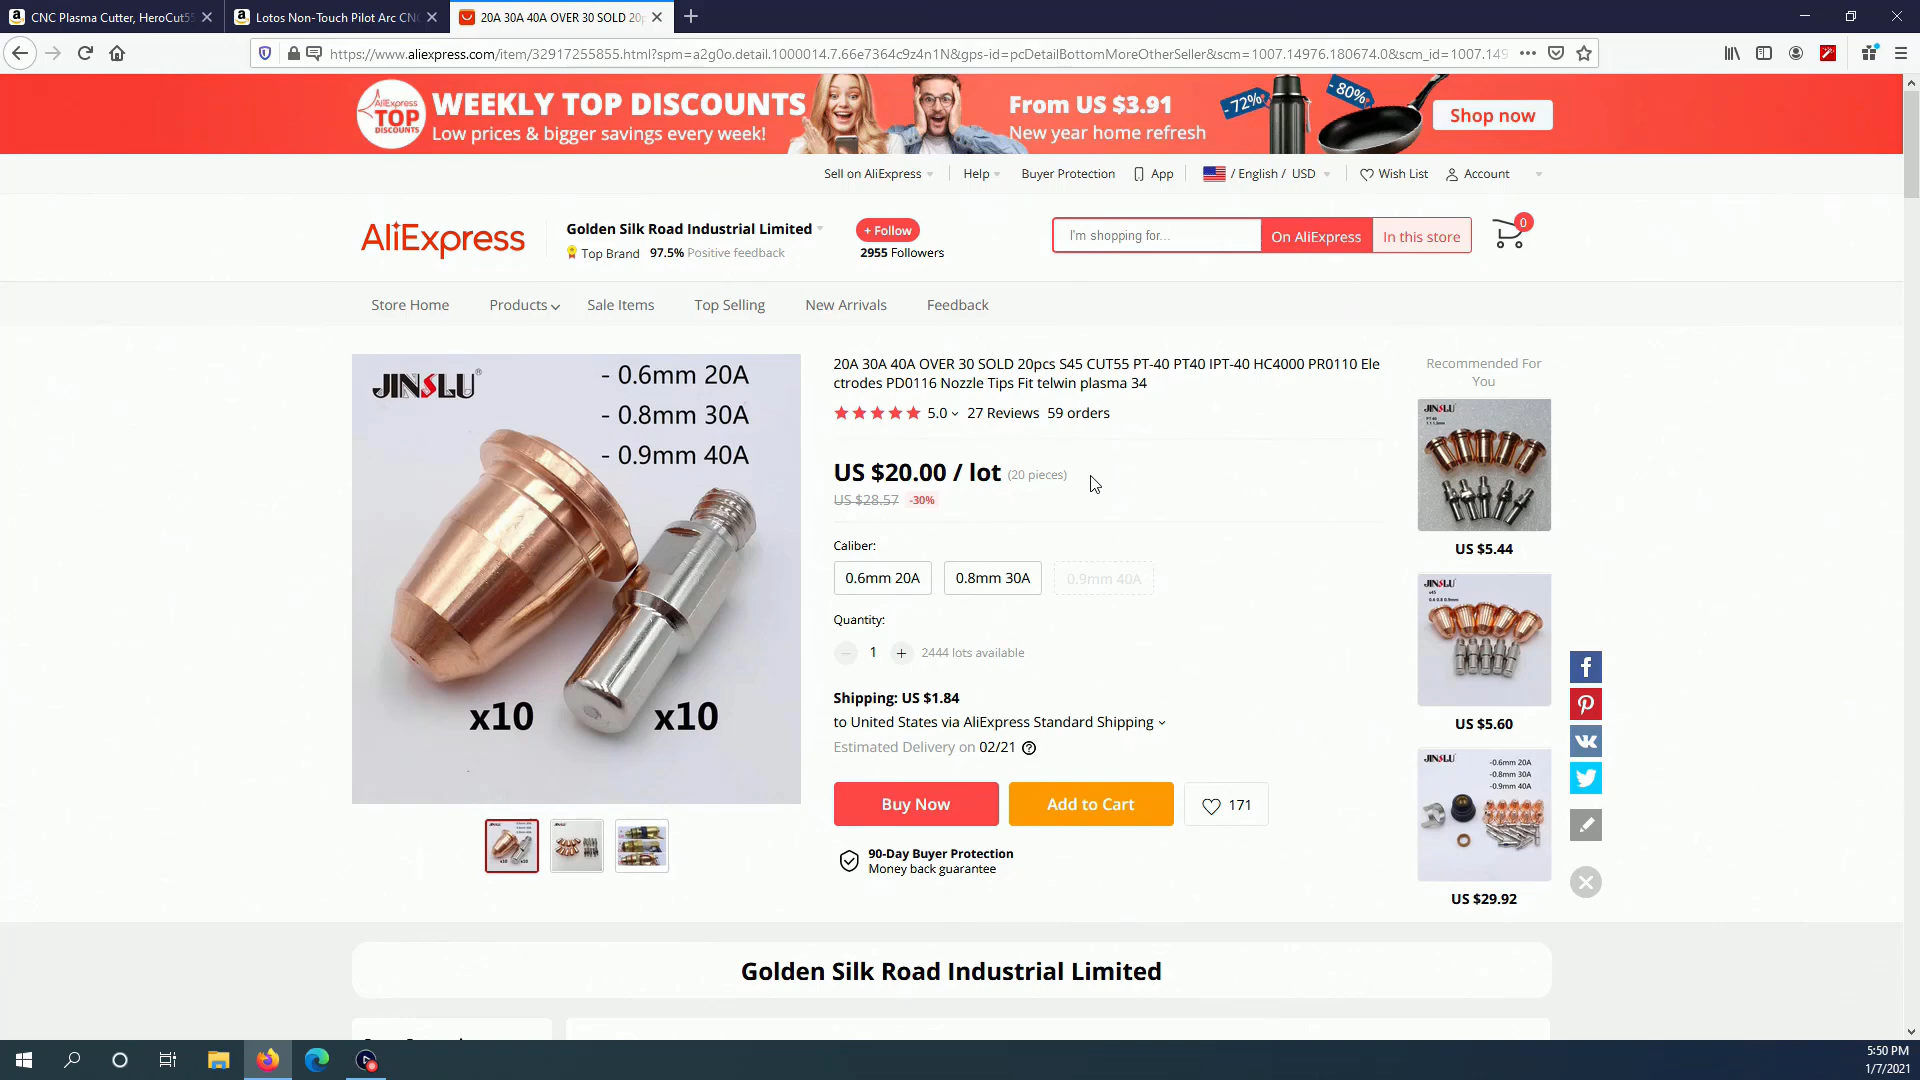 CNC Plasma Cutter, HeroCut5
Lotos Non-Touch Pilot Arc CN
20A 30A 40A OVER 30 SOLD 20p
https://www.aliexpress.com/item/32917255855.html?spm=a2g0o.detail.1000014.7.66e7364c9z4n1N&gps-id=pcDetailBottomMoreOtherSeller&scm=1007.14976.180674.0&scm_id=1007.149
AliExpress TOP DISCOUNTS
WEEKLY TOP DISCOUNTS
Low prices & bigger savings every week!
From US $3.91
New year home refresh
-72%
-80%
Shop now
Sell on AliExpress
Help
Buyer Protection
App
/ English / USD
Wish List
Account
AliExpress
Golden Silk Road Industrial Limited
Top Brand 97.5% Positive feedback
+ Follow
2955 Followers
I'm shopping for...
On AliExpress
In this store
0
Store Home
Products
Sale Items
Top Selling
New Arrivals
Feedback
JINSLU®
- 0.6mm 20A
- 0.8mm 30A
- 0.9mm 40A
x10
x10
20A 30A 40A OVER 30 SOLD 20pcs S45 CUT55 PT-40 PT40 IPT-40 HC4000 PR0110 Ele
ctrodes PD0116 Nozzle Tips Fit telwin plasma 34
5.0 27 Reviews 59 orders
US $20.00 / lot (20 pieces)
US $28.57 -30%
Caliber:
0.6mm 20A
0.8mm 30A
0.9mm 40A
Quantity:
1
2444 lots available
Shipping: US $1.84
to United States via AliExpress Standard Shipping
Estimated Delivery on 02/21
Buy Now
Add to Cart
171
90-Day Buyer Protection
Money back guarantee
Recommended For
You
JINSLU
US $5.44
JINSLU
US $5.60
JINSLU
-0.6mm 20A
-0.8mm 30A
-0.9mm 40A
US $29.92
Golden Silk Road Industrial Limited
5:50 PM
1/7/2021